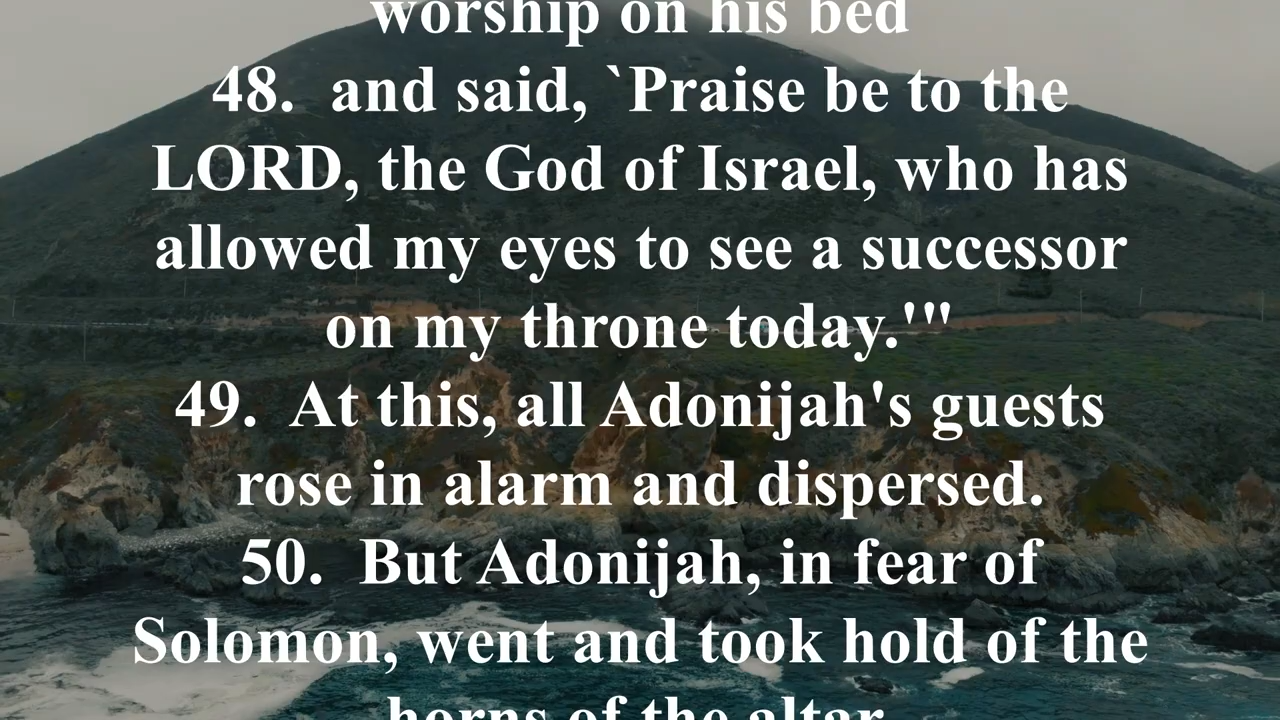 worship on his bed
48.  and said, `Praise be to the
LORD, the God of Israel, who has
allowed my eyes to see a successor
on my throne today.'"
49.  At this, all Adonijah's guests
rose in alarm and dispersed.
50.  But Adonijah, in fear of
Solomon, went and took hold of the
horns of the altar.